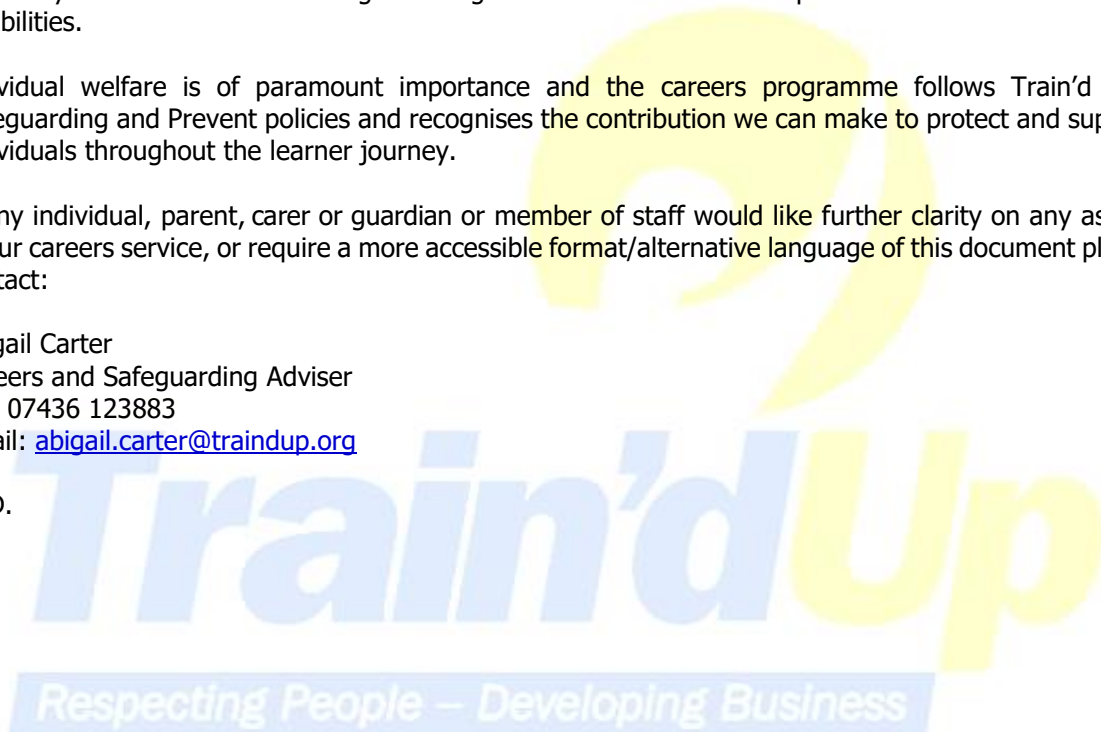 bilities.
vidual welfare is of paramount importance and the careers programme follows Train’d
eguarding and Prevent policies and recognises the contribution we can make to protect and sup
viduals throughout the learner journey.
ny individual, parent, carer or guardian or member of staff would like further clarity on any as
ur careers service, or require a more accessible format/alternative language of this document pl
tact:
gail Carter
eers and Safeguarding Adviser
07436 123883
ail: abigail.carter@traindup.org
.
Train'dUp
Respecting People – Developing Business